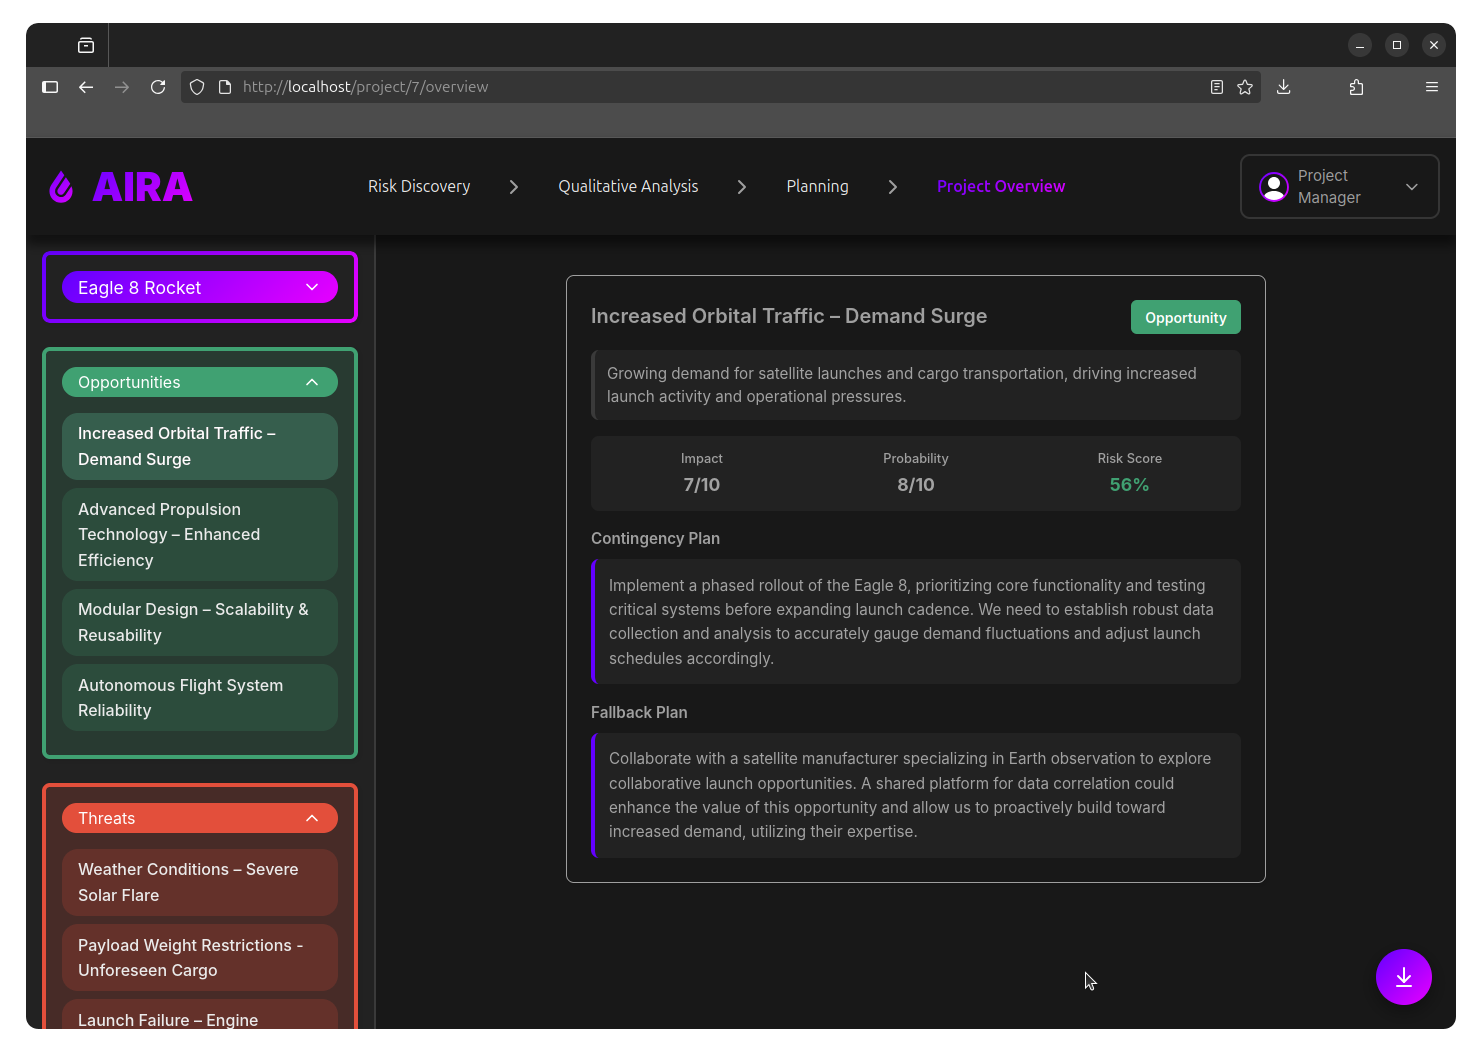 http://localhost/project/7/overview
AIRA
Risk Discovery
Qualitative Analysis
Planning
Project Overview
Project
Manager
Eagle 8 Rocket
Opportunities
Increased Orbital Traffic –
Demand Surge
Advanced Propulsion
Technology – Enhanced
Efficiency
Modular Design – Scalability &
Reusability
Autonomous Flight System
Reliability
Threats
Weather Conditions – Severe
Solar Flare
Payload Weight Restrictions -
Unforeseen Cargo
Launch Failure – Engine
Increased Orbital Traffic – Demand Surge
Opportunity
Growing demand for satellite launches and cargo transportation, driving increased
launch activity and operational pressures.
Impact
7/10
Probability
8/10
Risk Score
56%
Contingency Plan
Implement a phased rollout of the Eagle 8, prioritizing core functionality and testing
critical systems before expanding launch cadence. We need to establish robust data
collection and analysis to accurately gauge demand fluctuations and adjust launch
schedules accordingly.
Fallback Plan
Collaborate with a satellite manufacturer specializing in Earth observation to explore
collaborative launch opportunities. A shared platform for data correlation could
enhance the value of this opportunity and allow us to proactively build toward
increased demand, utilizing their expertise.